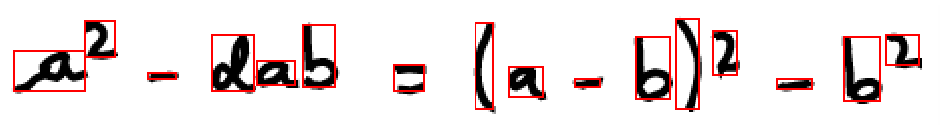 a² - 2ab = (a - b)² - b²